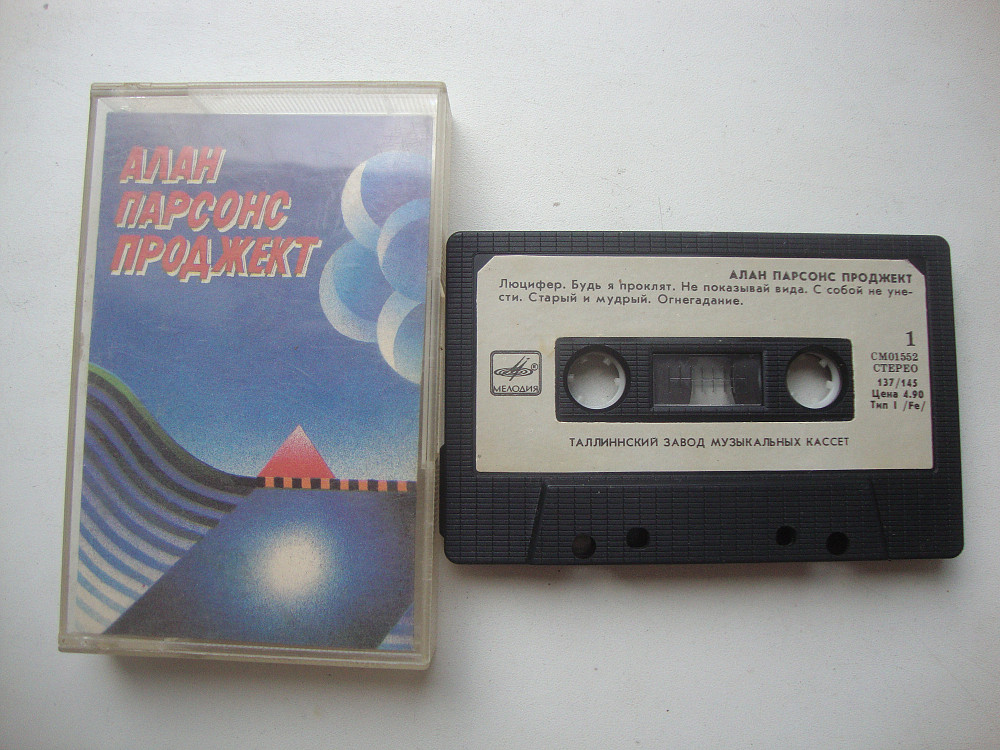 АЛАН
ПАРСОНС
ПРОДЖЕКТ
АЛАН ПАРСОНС ПРОДЖЕКТ
Люцифер. Будь я проклят. Не показывай вида. С собой не уне-
сти. Старый и мудрый. Огнегадание.
1
СМ01552
СТЕРЕО
137/145
Цена 4.90
Тип I /Fe/
®
МЕЛОДИЯ
ТАЛЛИННСКИЙ ЗАВОД МУЗЫКАЛЬНЫХ КАССЕТ